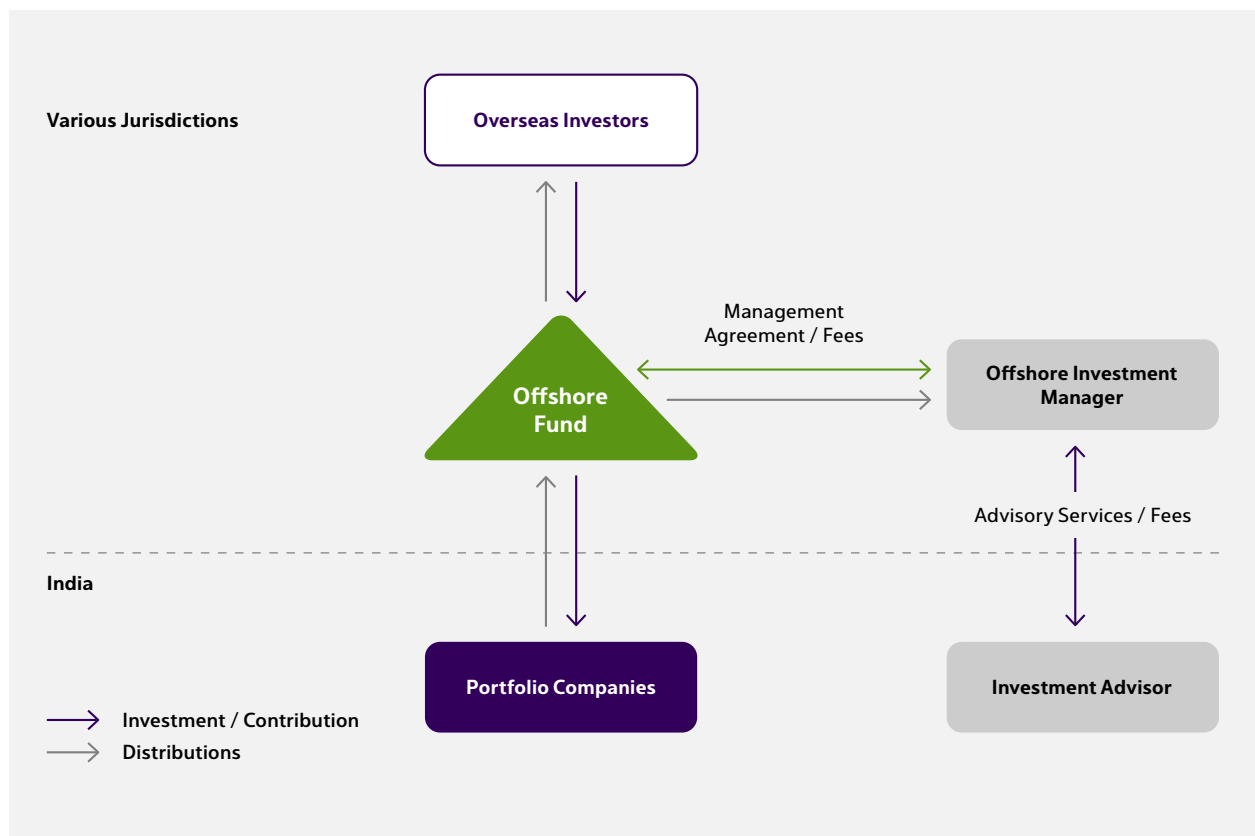 Various Jurisdictions
Overseas Investors
Management
Agreement / Fees
Offshore
Fund
Offshore Investment
Manager
Advisory Services / Fees
India
Portfolio Companies
Investment Advisor
Investment / Contribution
Distributions